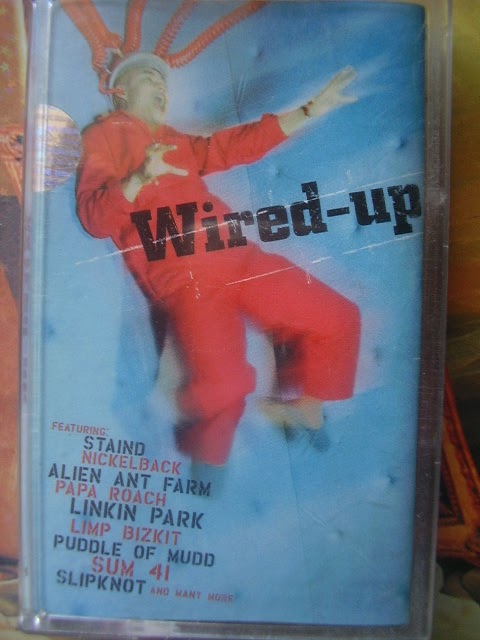 Wired-up
FEATURING:
STAIND
NICKELBACK
ALIEN ANT FARM
PAPA ROACH
LINKIN PARK
LIMP BIZKIT
PUDDLE OF MUDD
SUM 41
SLIPKNOT AND MANY MORE